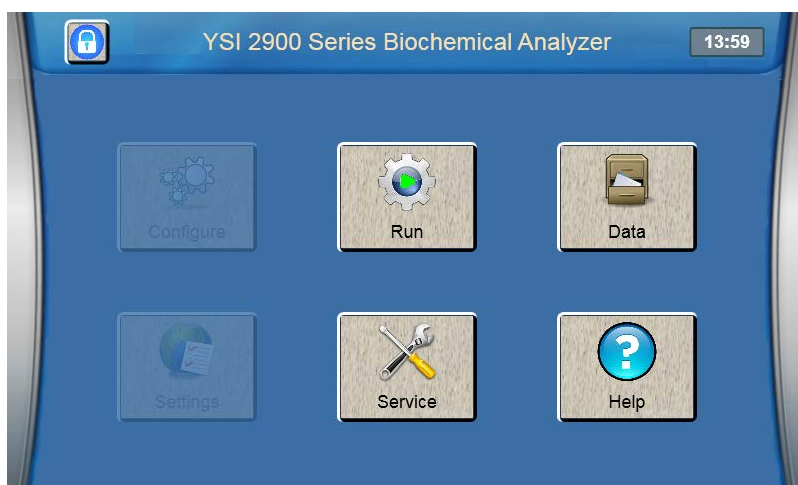 YSI 2900 Series Biochemical Analyzer
13:59
Configure
Run
Data
Settings
Service
Help